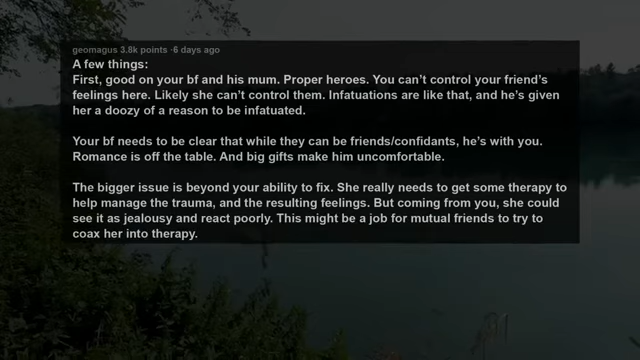 geomagus 3.8k points ·6 days ago
A few things:
First, good on your bf and his mum. Proper heroes. You can't control your friend's
feelings here. Likely she can't control them. Infatuations are like that, and he's given
her a doozy of a reason to be infatuated.
Your bf needs to be clear that while they can be friends/confidants, he's with you.
Romance is off the table. And big gifts make him uncomfortable.
The bigger issue is beyond your ability to fix. She really needs to get some therapy to
help manage the trauma, and the resulting feelings. But coming from you, she could
see it as jealousy and react poorly. This might be a job for mutual friends to try to
coax her into therapy.